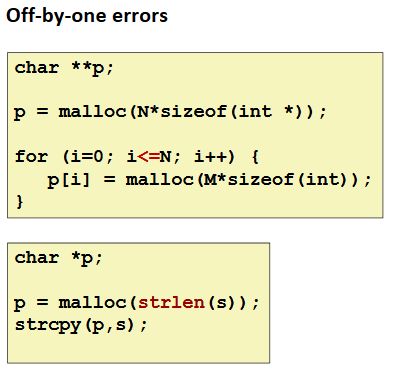 Off-by-one errors
char **p;
p = malloc(N*sizeof(int *));
for (i=0; i<=N; i++) {
p[i] = malloc(M*sizeof(int));
}
char *p;
p = malloc(strlen(s));
strcpy(p,s);